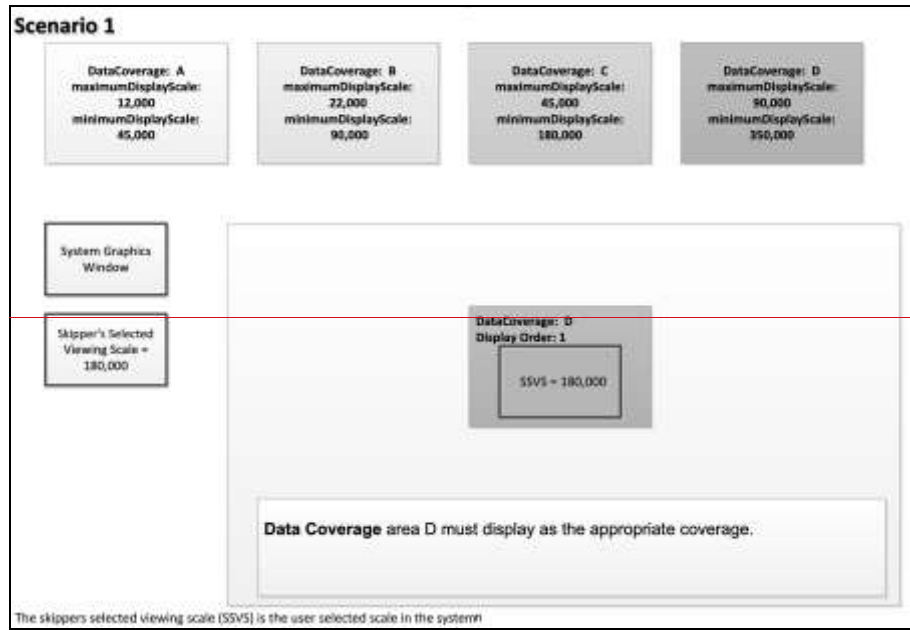 Scenario 1
DataCoverage: A
maximumDisplayScale:
12,000
minimumDisplayScale:
45,000
DataCoverage: B
maximumDisplayScale:
22,000
minimumDisplayScale:
90,000
DataCoverage: C
maximumDisplayScale:
45,000
minimumDisplayScale:
180,000
DataCoverage: D
maximumDisplayScale:
90,000
minimumDisplayScale:
350,000
System Graphics
Window
Skipper's Selected
Viewing Scale =
180,000
DataCoverage: D
Display Order: 1
SSVS = 180,000
Data Coverage area D must display as the appropriate coverage.
The skippers selected viewing scale (SSVS) is the user selected scale in the system